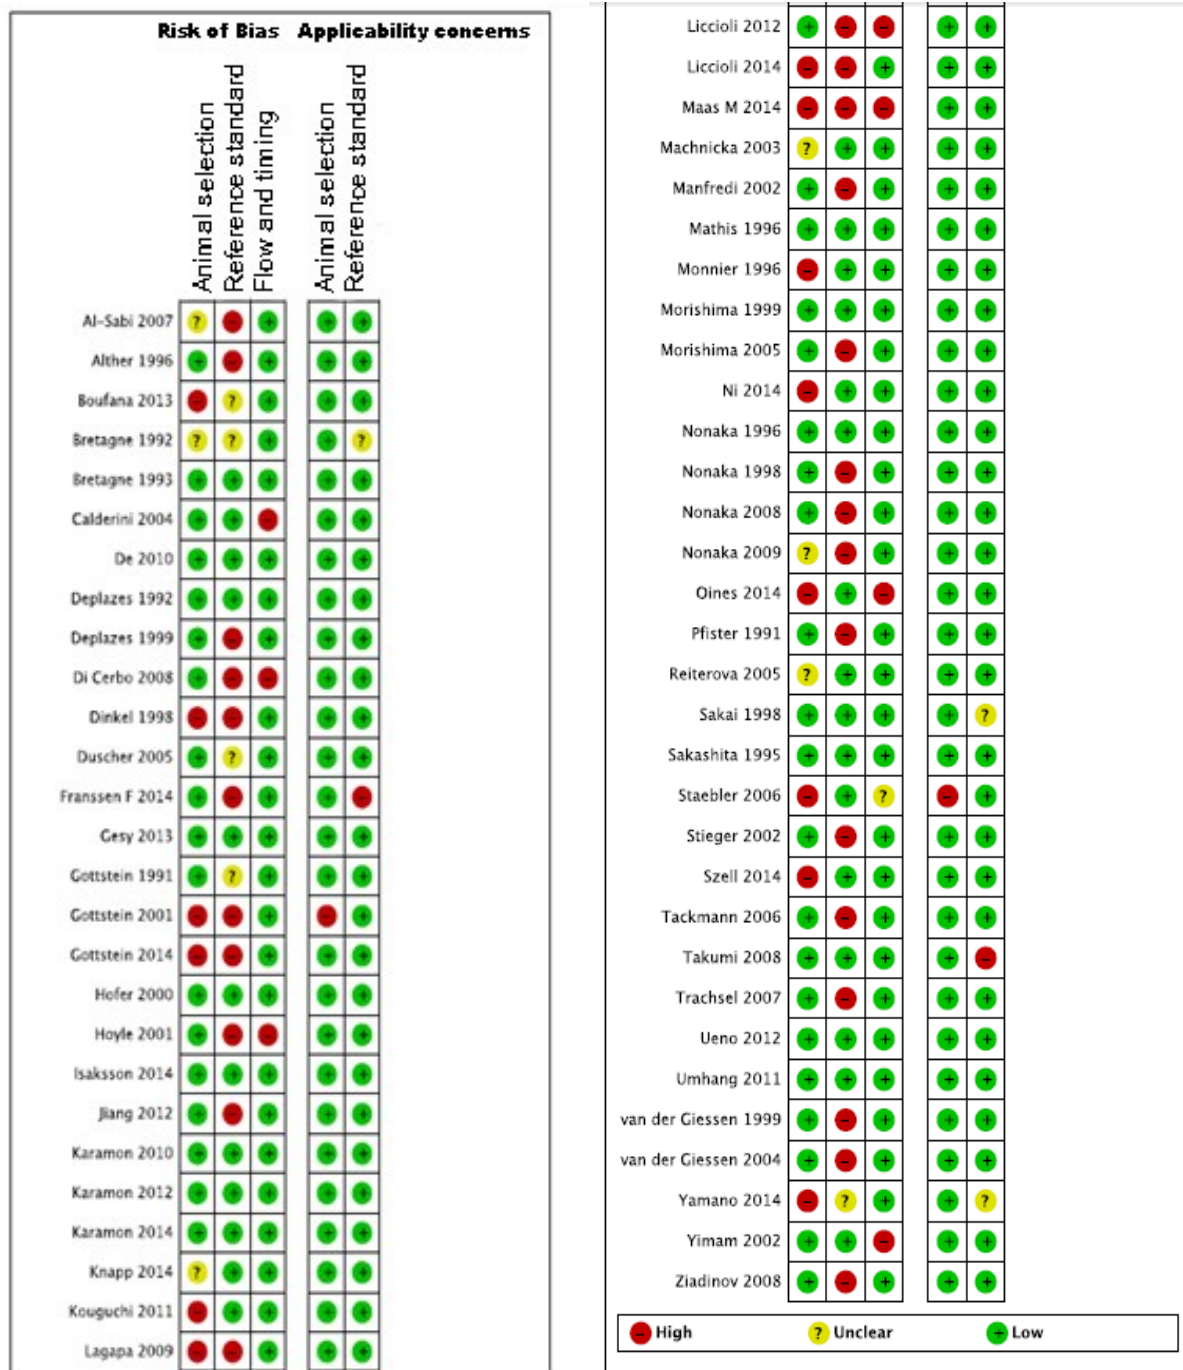 Risk of Bias Applicability concerns
Animal selection
Reference standard
Flow and timing
Animal selection
Reference standard
Al-Sabi 2007 ? - + + +
Alther 1996 + - + + +
Boufana 2013 - ? + + +
Bretagne 1992 ? ? + + ?
Bretagne 1993 + + + + +
Calderini 2004 + + - + +
De 2010 + + + + +
Deplazes 1992 + + + + +
Deplazes 1999 + - + + +
Di Cerbo 2008 + - - + +
Dinkel 1998 - - + + +
Duscher 2005 + ? + + +
Franssen F 2014 + - + + -
Gesy 2013 + + + + +
Gottstein 1991 + ? + + +
Gottstein 2001 - - + - +
Gottstein 2014 - - + + +
Hofer 2000 + + + + +
Hoyle 2001 + - - + +
Isaksson 2014 + + + + +
Jiang 2012 + - + + +
Karamon 2010 + + + + +
Karamon 2012 + + + + +
Karamon 2014 + + + + +
Knapp 2014 ? + + + +
Kouguchi 2011 - + + + +
Lagapa 2009 - - + + +
Liccioli 2012 + - - + +
Liccioli 2014 - - + + +
Maas M 2014 - - - + +
Machnicka 2003 ? + + + +
Manfredi 2002 + - + + +
Mathis 1996 + + + + +
Monnier 1996 - + + + +
Morishima 1999 + + + + +
Morishima 2005 + - + + +
Ni 2014 - + + + +
Nonaka 1996 + + + + +
Nonaka 1998 + - + + +
Nonaka 2008 + - + + +
Nonaka 2009 ? - + + +
Oines 2014 - + - + +
Pfister 1991 + - + + +
Reiterova 2005 ? + + + +
Sakai 1998 + + + + ?
Sakashita 1995 + + + + +
Staebler 2006 - + ? - +
Stieger 2002 + - + + +
Szell 2014 - + + + +
Tackmann 2006 + - + + +
Takumi 2008 + + + + -
Trachsel 2007 + - + + +
Ueno 2012 + + + + +
Umhang 2011 + + + + +
van der Giessen 1999 + - + + +
van der Giessen 2004 + - + + +
Yamano 2014 - ? + + ?
Yimam 2002 + + - + +
Ziadinov 2008 + - + + +
- High ? Unclear + Low